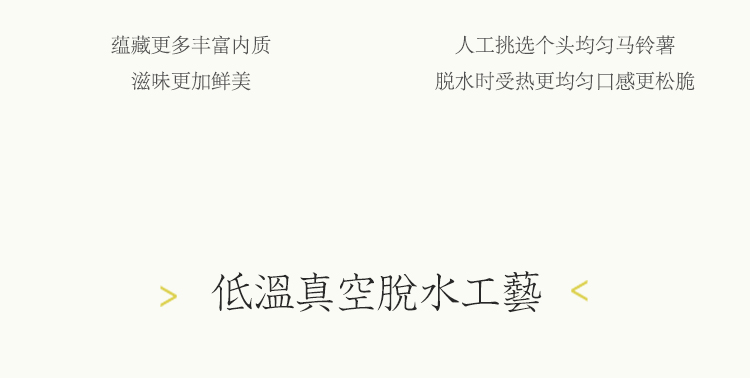 蕴藏更多丰富内质
滋味更加鲜美
人工挑选个头均匀马铃薯
脱水时受热更均匀口感更松脆
> 低溫真空脫水工藝 <